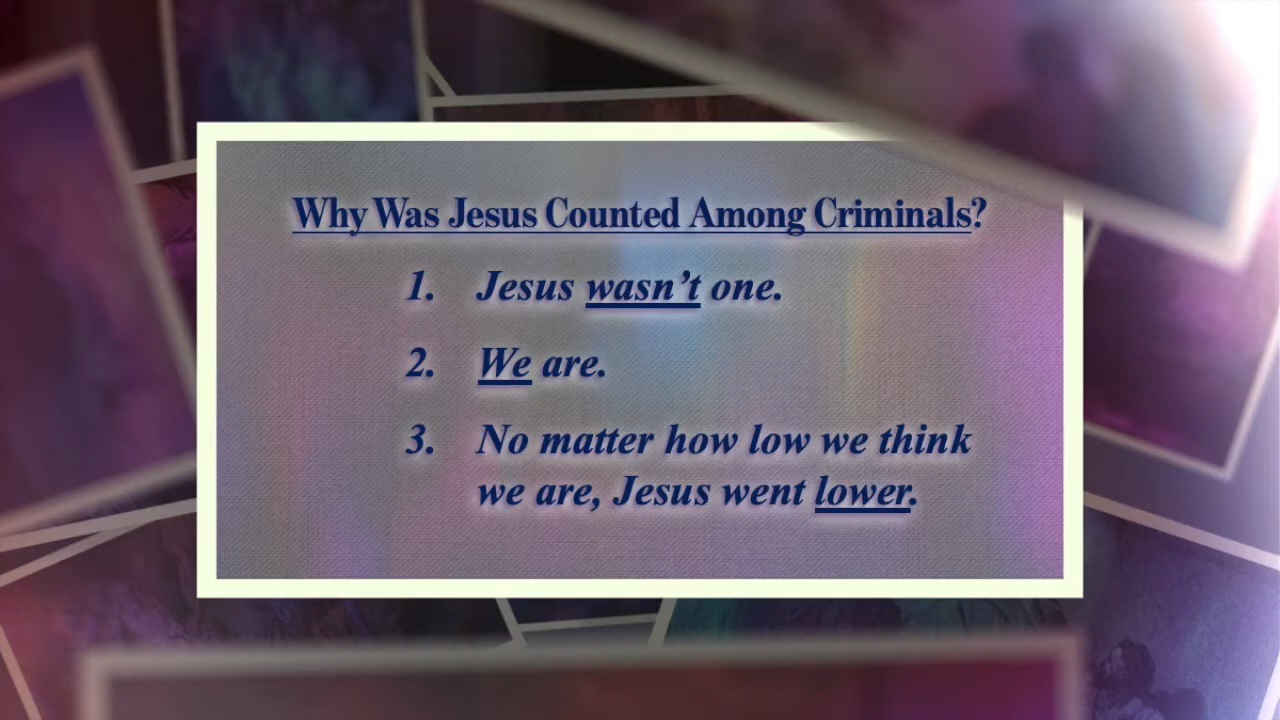 Why Was Jesus Counted Among Criminals?
1. Jesus wasn’t one.
2. We are.
3. No matter how low we think
we are, Jesus went lower.